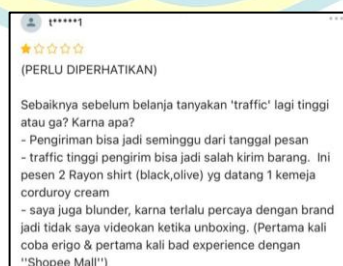 t*****1
(PERLU DIPERHATIKAN)
Sebaiknya sebelum belanja tanyakan 'traffic' lagi tinggi
atau ga? Karna apa?
- Pengiriman bisa jadi seminggu dari tanggal pesan
- traffic tinggi pengirim bisa jadi salah kirim barang. Ini
pesen 2 Rayon shirt (black,olive) yg datang 1 kemeja
corduroy cream
- saya juga blunder, karna terlalu percaya dengan brand
jadi tidak saya videokan ketika unboxing. (Pertama kali
coba erigo & pertama kali bad experience dengan
"Shopee Mall")